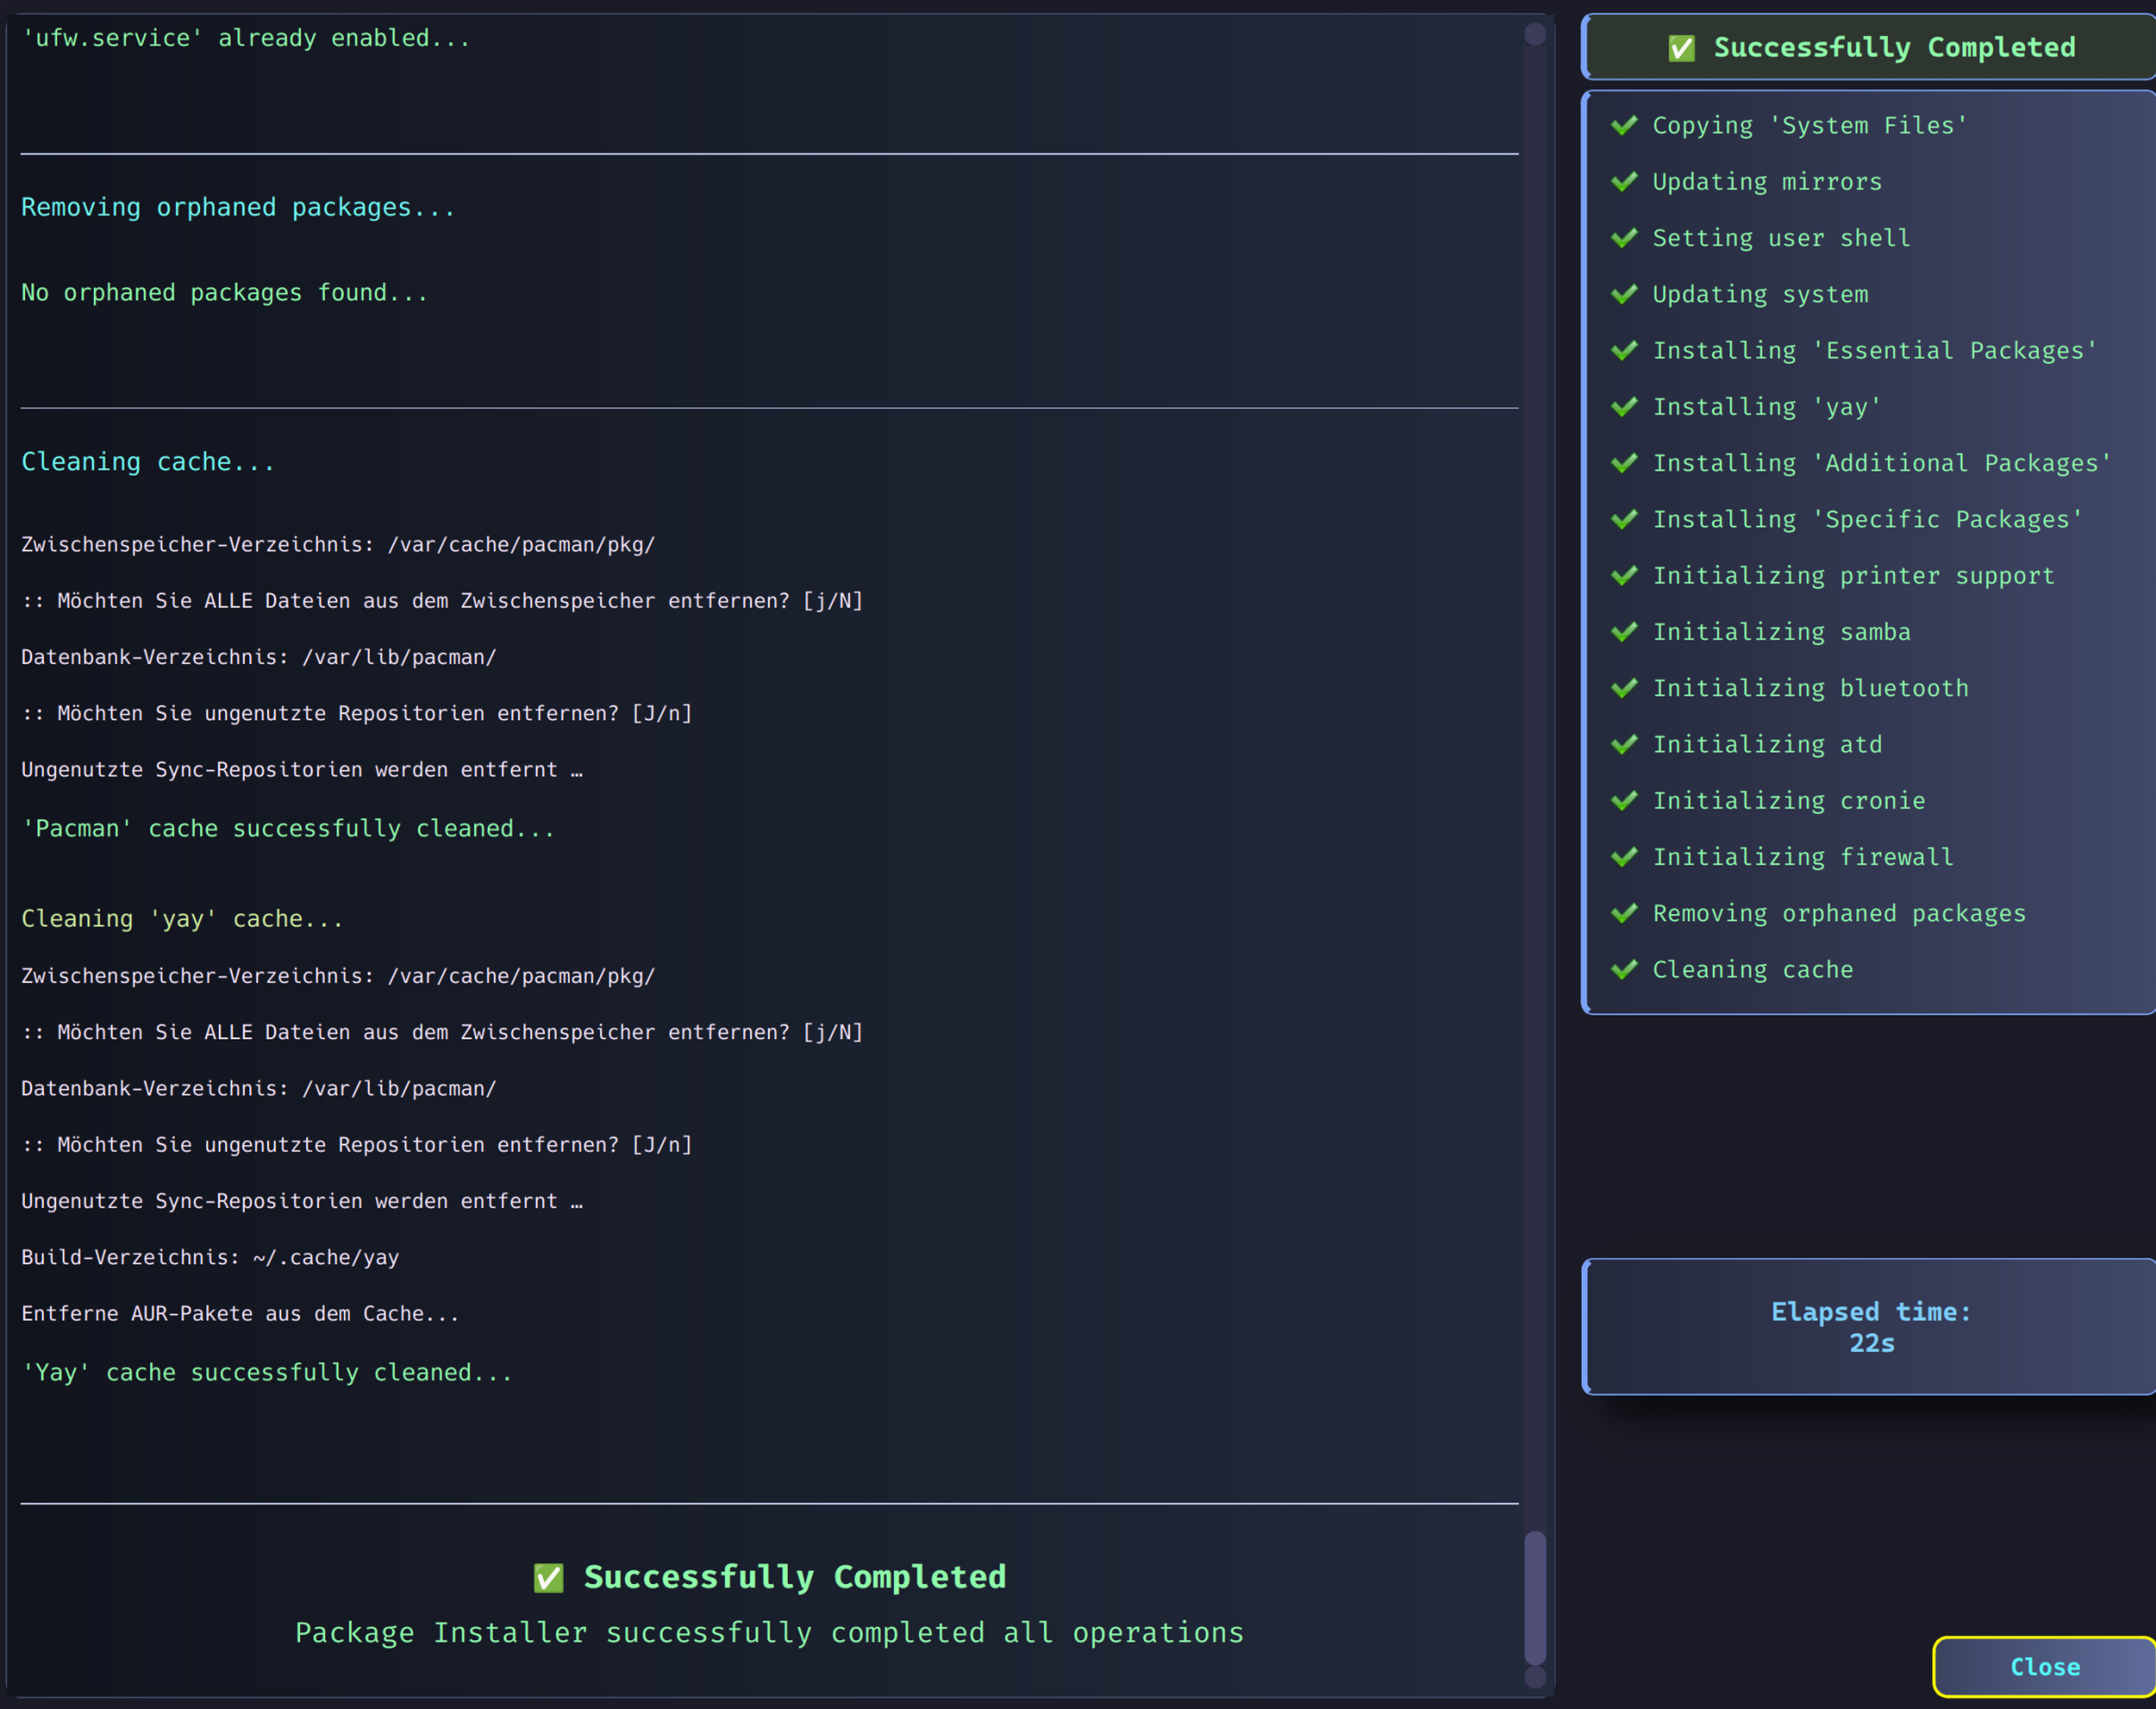 'ufw.service' already enabled...
Removing orphaned packages...
No orphaned packages found...
Cleaning cache...
Zwischenspeicher-Verzeichnis: /var/cache/pacman/pkg/
:: Möchten Sie ALLE Dateien aus dem Zwischenspeicher entfernen? [j/N]
Datenbank-Verzeichnis: /var/lib/pacman/
:: Möchten Sie ungenutzte Repositorien entfernen? [J/n]
Ungenutzte Sync-Repositorien werden entfernt …
'Pacman' cache successfully cleaned...
Cleaning 'yay' cache...
Zwischenspeicher-Verzeichnis: /var/cache/pacman/pkg/
:: Möchten Sie ALLE Dateien aus dem Zwischenspeicher entfernen? [j/N]
Datenbank-Verzeichnis: /var/lib/pacman/
:: Möchten Sie ungenutzte Repositorien entfernen? [J/n]
Ungenutzte Sync-Repositorien werden entfernt …
Build-Verzeichnis: ~/.cache/yay
Entferne AUR-Pakete aus dem Cache...
'Yay' cache successfully cleaned...
✅ Successfully Completed
Package Installer successfully completed all operations
✅ Successfully Completed
✔ Copying 'System Files'
✔ Updating mirrors
✔ Setting user shell
✔ Updating system
✔ Installing 'Essential Packages'
✔ Installing 'yay'
✔ Installing 'Additional Packages'
✔ Installing 'Specific Packages'
✔ Initializing printer support
✔ Initializing samba
✔ Initializing bluetooth
✔ Initializing atd
✔ Initializing cronie
✔ Initializing firewall
✔ Removing orphaned packages
✔ Cleaning cache
Elapsed time:
22s
Close